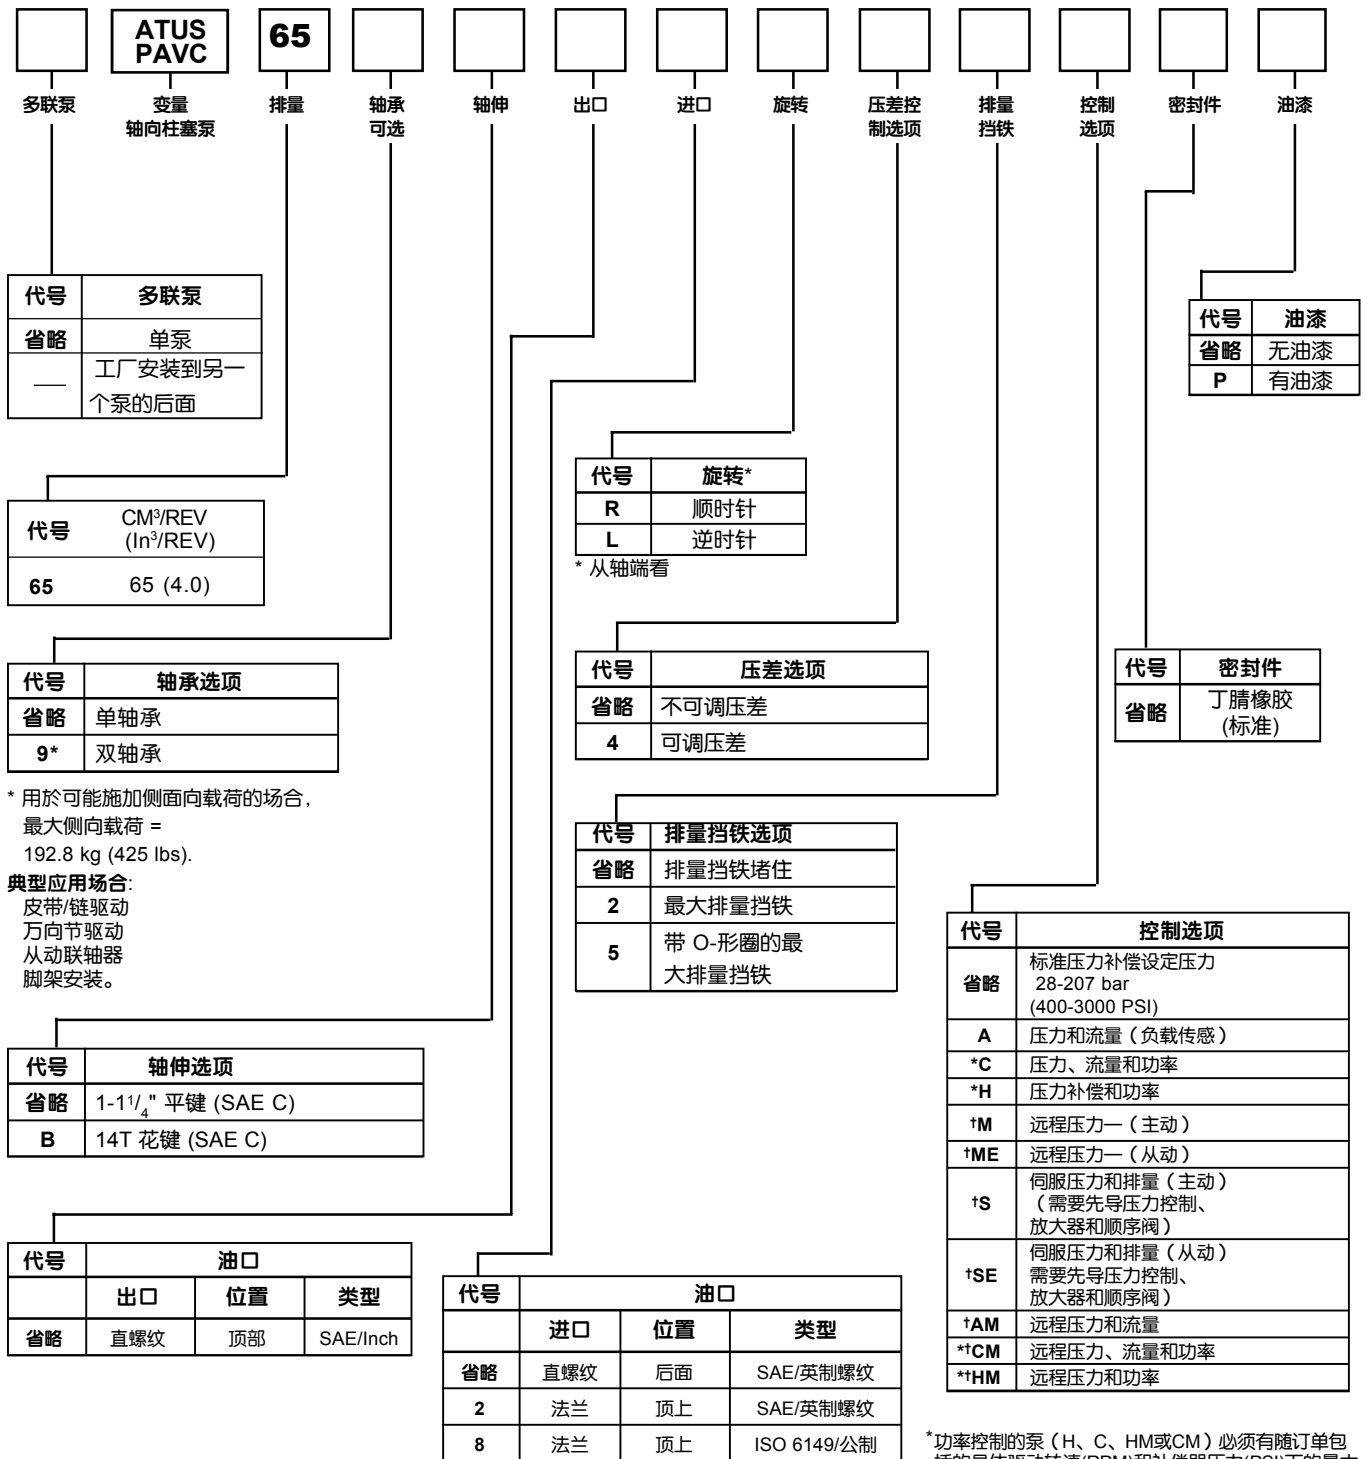 ATUS
PAVC
65
多联泵
变量
轴向柱塞泵
排量
轴承
可选
轴伸
出口
进口
旋转
压差控
制选项
排量
挡铁
控制
选项
密封件
油漆
代号 多联泵
省略 单泵
— 工厂安装到另一
个泵的后面
代号 CM³/REV
(In³/REV)
65 65 (4.0)
代号 轴承选项
省略 单轴承
9* 双轴承
* 用於可能施加侧面向载荷的场合，
最大侧向载荷 =
192.8 kg (425 lbs).
典型应用场合:
皮带/链驱动
万向节驱动
从动联轴器
脚架安装。
代号 轴伸选项
省略 1-1¹/₄" 平键 (SAE C)
B 14T 花键 (SAE C)
代号 油口
出口 位置 类型
省略 直螺纹 顶部 SAE/Inch
代号 油口
进口 位置 类型
省略 直螺纹 后面 SAE/英制螺纹
2 法兰 顶上 SAE/英制螺纹
8 法兰 顶上 ISO 6149/公制
代号 旋转*
R 顺时针
L 逆时针
* 从轴端看
代号 压差选项
省略 不可调压差
4 可调压差
代号 排量挡铁选项
省略 排量挡铁堵住
2 最大排量挡铁
5 带 O-形圈的最
大排量挡铁
代号 油漆
省略 无油漆
P 有油漆
代号 密封件
省略 丁腈橡胶
(标准)
代号 控制选项
省略 标准压力补偿设定压力
28-207 bar
(400-3000 PSI)
A 压力和流量（负载传感）
*C 压力、流量和功率
*H 压力补偿和功率
†M 远程压力—（主动）
†ME 远程压力—（从动）
†S 伺服压力和排量（主动）
（需要先导压力控制、
放大器和顺序阀）
†SE 伺服压力和排量（从动）
需要先导压力控制、
放大器和顺序阀）
†AM 远程压力和流量
*†CM 远程压力、流量和功率
*†HM 远程压力和功率
*功率控制的泵（H、C、HM或CM）必须有随订单包
括的具体驱动转速(RPM)和补偿器压力(PSI)下的最大